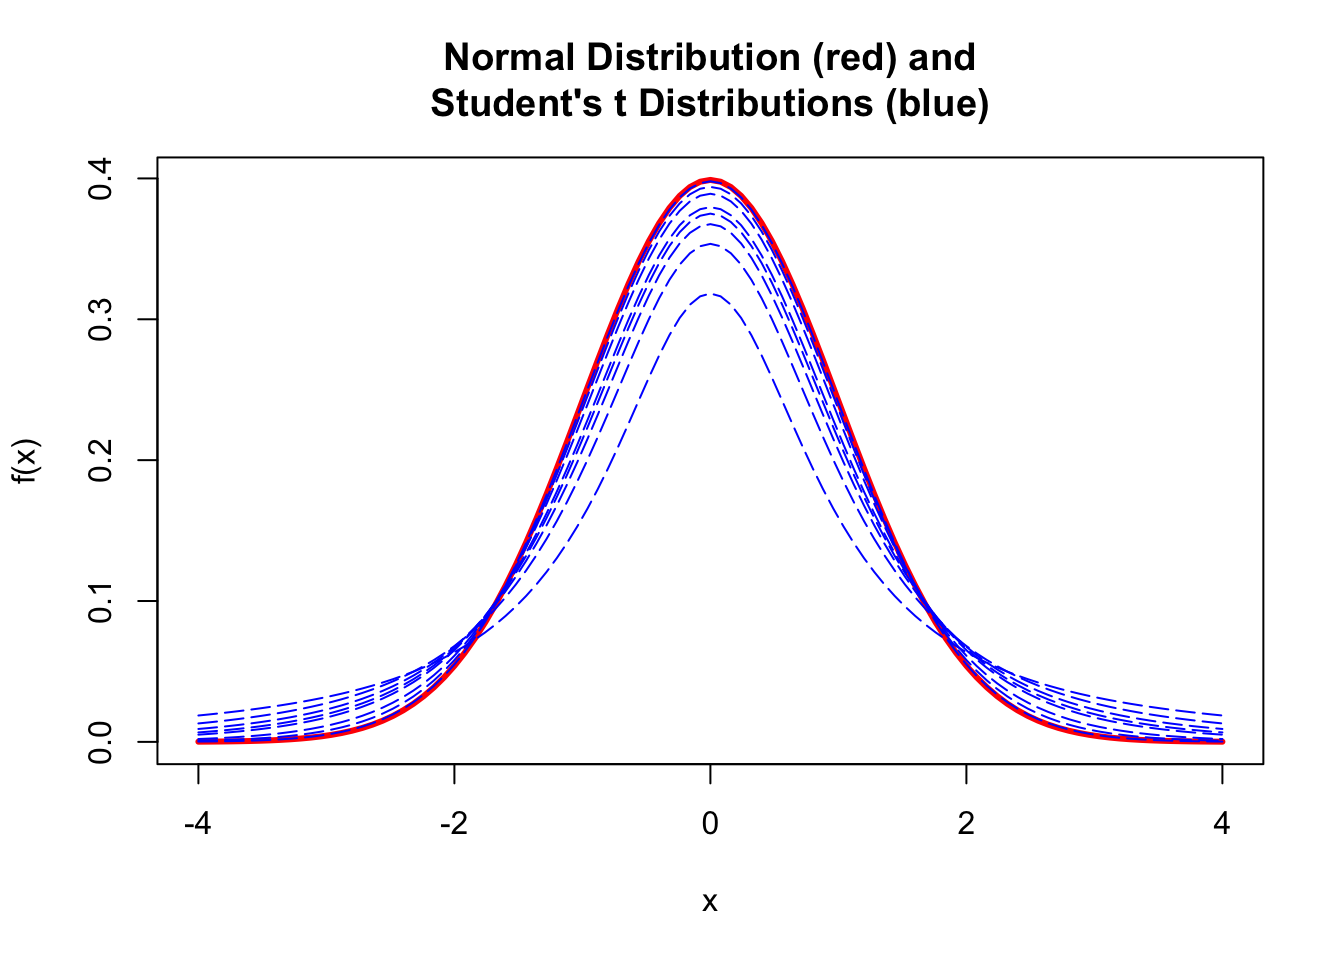 Normal Distribution (red) and
Student's t Distributions (blue)
0.4
0.3
0.2
0.1
0.0
f(x)
-4 -2 0 2 4
x